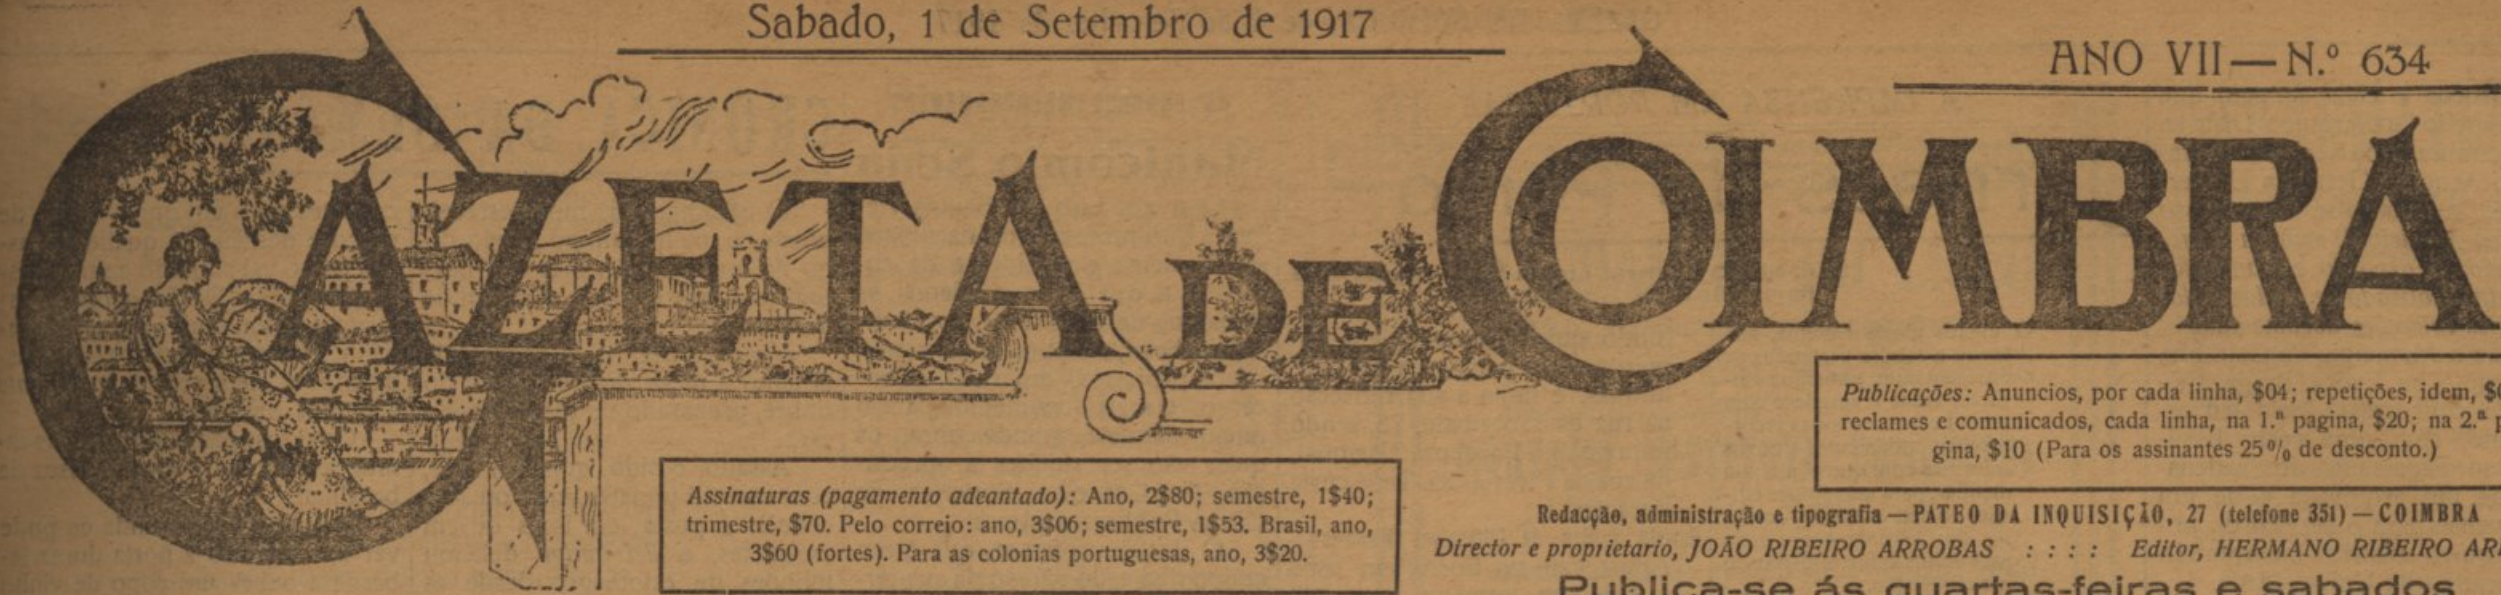 Sabado, 1 de Setembro de 1917
ANO VII—N.º 634
GAZETA DE COIMBRA
Publicações: Anuncios, por cada linha, $04; repetições, idem,
reclames e comunicados, cada linha, na 1.ª pagina, $20; na 2.ª
gina, $10 (Para os assinantes 25% de desconto.)
Assinaturas (pagamento adeantado): Ano, 2$80; semestre, 1$40;
trimestre, $70. Pelo correio: ano, 3$06; semestre, 1$53. Brasil, ano,
3$60 (fortes). Para as colonias portuguesas, ano, 3$20.
Redacção, administração e tipografia—PATEO DA INQUISIÇÃO, 27 (telefone 351)—COIMBRA
Director e proprietario, JOÃO RIBEIRO ARROBAS : : : : Editor, HERMANO RIBEIRO
Publica-se ás quartas-feiras e sabados